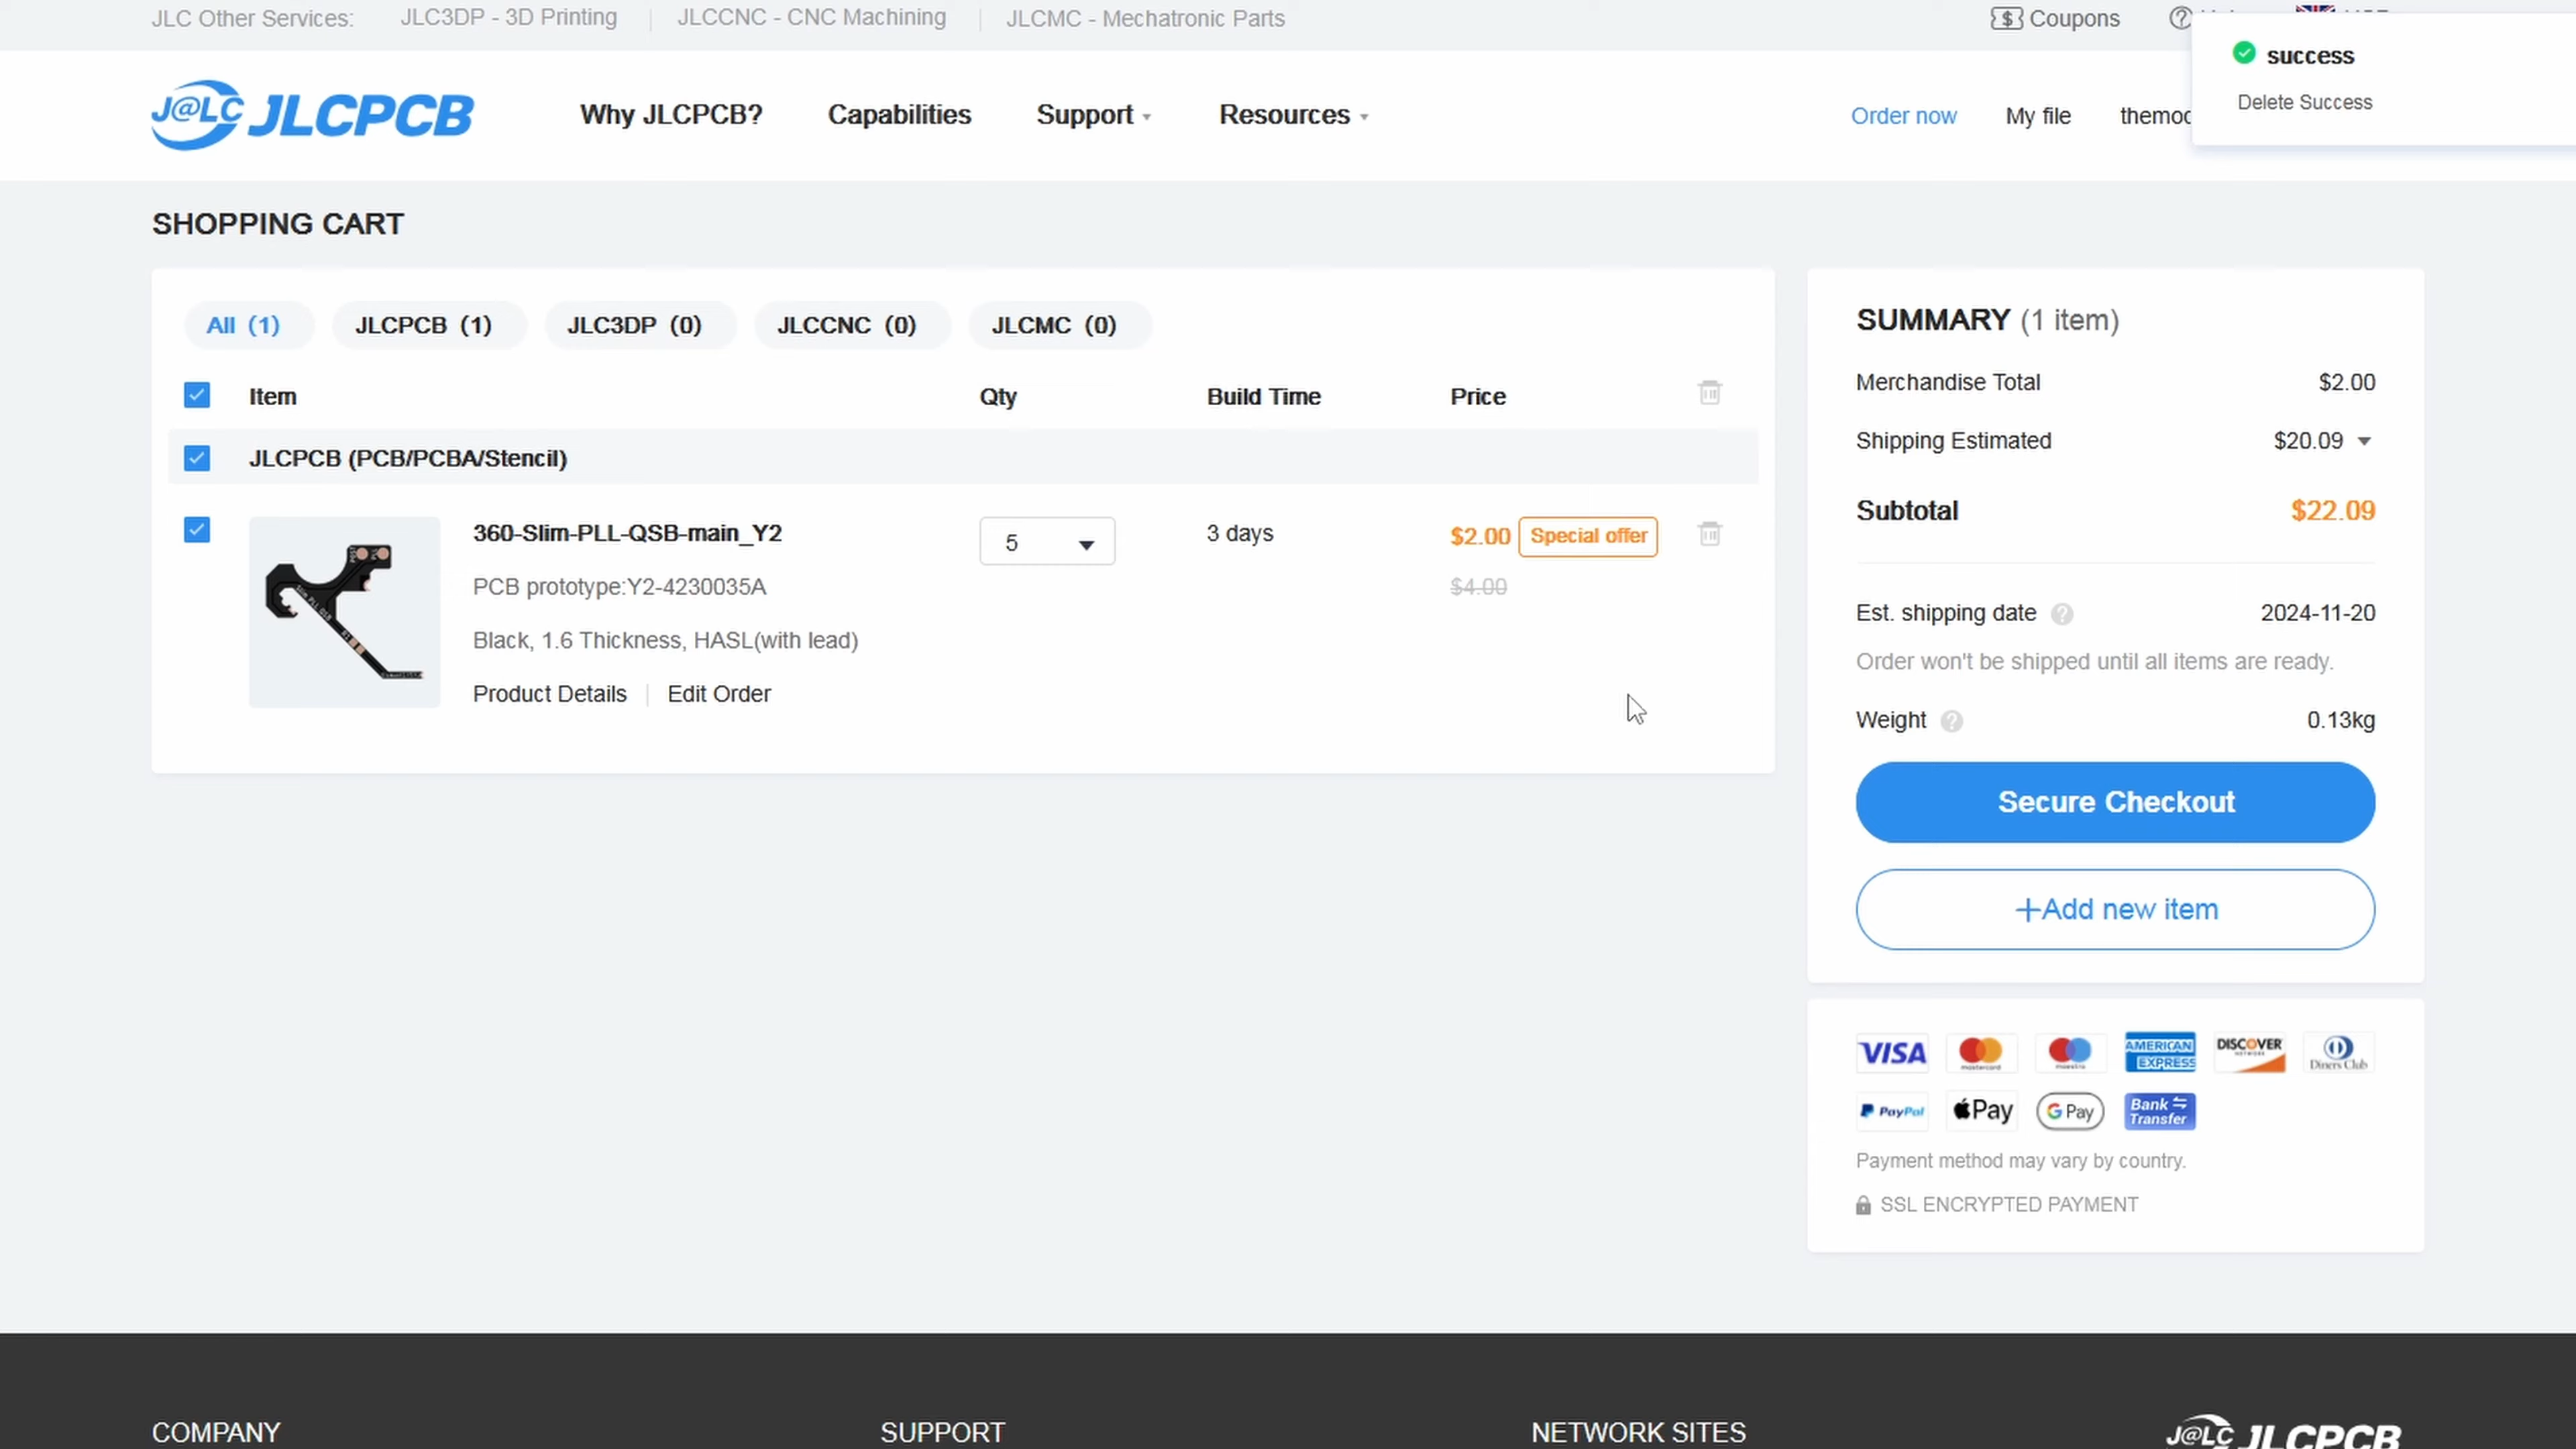 JLC Other Services: JLC3DP - 3D Printing JLCCNC - CNC Machining JLCMC - Mechatronic Parts Coupons
success
Delete Success
J@LC JLCPCB Why JLCPCB? Capabilities Support Resources Order now My file themod
SHOPPING CART
All (1) JLCPCB (1) JLC3DP (0) JLCCNC (0) JLCMC (0)
Item Qty Build Time Price
JLCPCB (PCB/PCBA/Stencil)
360-Slim-PLL-QSB-main_Y2 5 3 days $2.00 Special offer
$4.00
PCB prototype:Y2-4230035A
Black, 1.6 Thickness, HASL(with lead)
Product Details Edit Order
SUMMARY (1 item)
Merchandise Total $2.00
Shipping Estimated $20.09
Subtotal $22.09
Est. shipping date ? 2024-11-20
Order won't be shipped until all items are ready.
Weight ? 0.13kg
Secure Checkout
+Add new item
VISA mastercard maestro AMERICAN EXPRESS DISCOVER NETWORK Diners Club
PayPal Pay G Pay Bank Transfer
Payment method may vary by country.
SSL ENCRYPTED PAYMENT
COMPANY SUPPORT NETWORK SITES J@LC JLCPCB